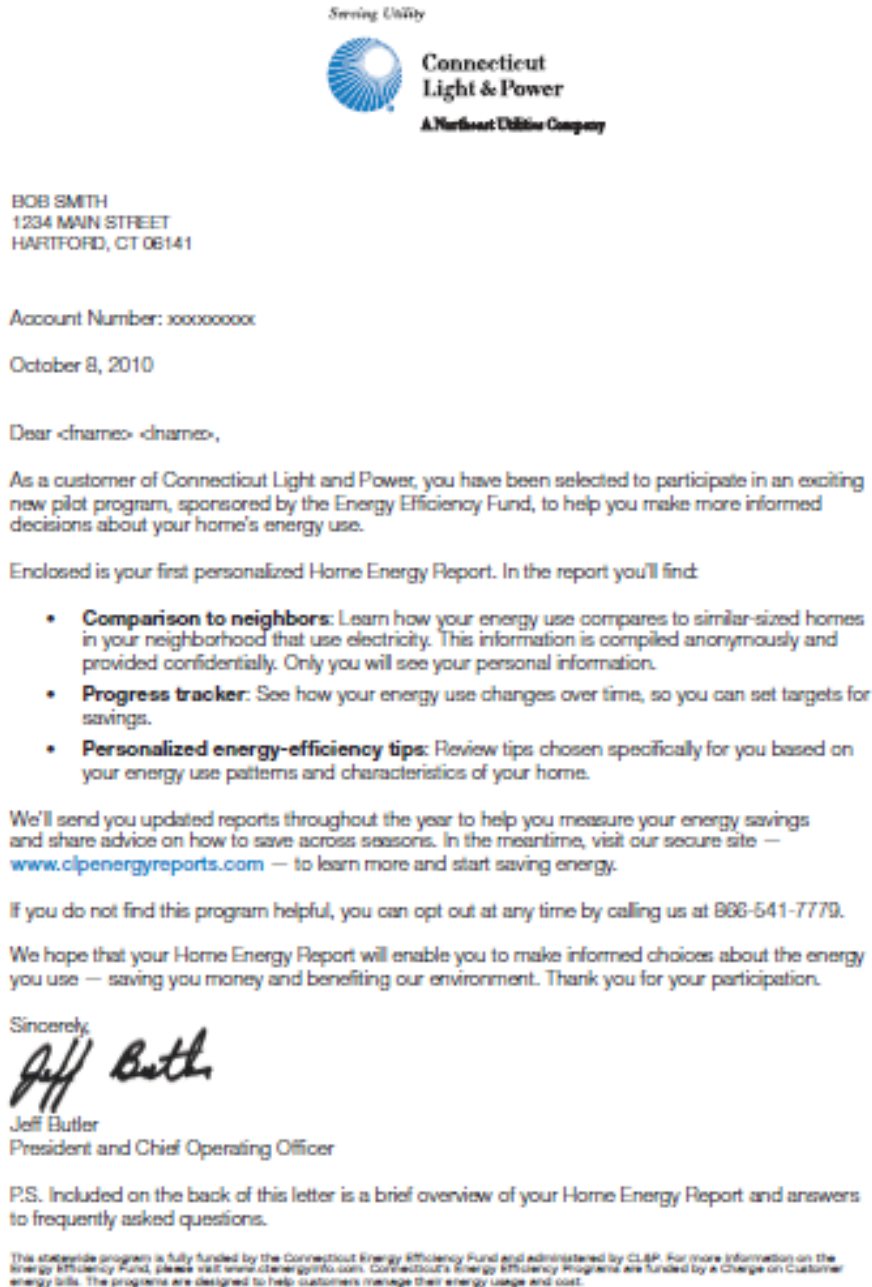 Serving Utility
Connecticut
Light & Power
A Northeast Utilities Company
BOB SMITH
1234 MAIN STREET
HARTFORD, CT 06141
Account Number: xxxxxxxxx
October 8, 2010
Dear <fname> <lname>,
As a customer of Connecticut Light and Power, you have been selected to participate in an exciting
new pilot program, sponsored by the Energy Efficiency Fund, to help you make more informed
decisions about your home's energy use.
Enclosed is your first personalized Home Energy Report. In the report you'll find:
• Comparison to neighbors: Learn how your energy use compares to similar-sized homes
in your neighborhood that use electricity. This information is compiled anonymously and
provided confidentially. Only you will see your personal information.
• Progress tracker: See how your energy use changes over time, so you can set targets for
savings.
• Personalized energy-efficiency tips: Review tips chosen specifically for you based on
your energy use patterns and characteristics of your home.
We'll send you updated reports throughout the year to help you measure your energy savings
and share advice on how to save across seasons. In the meantime, visit our secure site —
www.clpenergyreports.com — to learn more and start saving energy.
If you do not find this program helpful, you can opt out at any time by calling us at 866-541-7779.
We hope that your Home Energy Report will enable you to make informed choices about the energy
you use — saving you money and benefiting our environment. Thank you for your participation.
Sincerely,
Jeff Butler
Jeff Butler
President and Chief Operating Officer
P.S. Included on the back of this letter is a brief overview of your Home Energy Report and answers
to frequently asked questions.
This statewide program is fully funded by the Connecticut Energy Efficiency Fund and administered by CL&P. For more information on the
Energy Efficiency Fund, please visit www.ctenergyinfo.com. Connecticut's Energy Efficiency Programs are funded by a Charge on Customer
energy bills. The programs are designed to help customers manage their energy usage and cost.